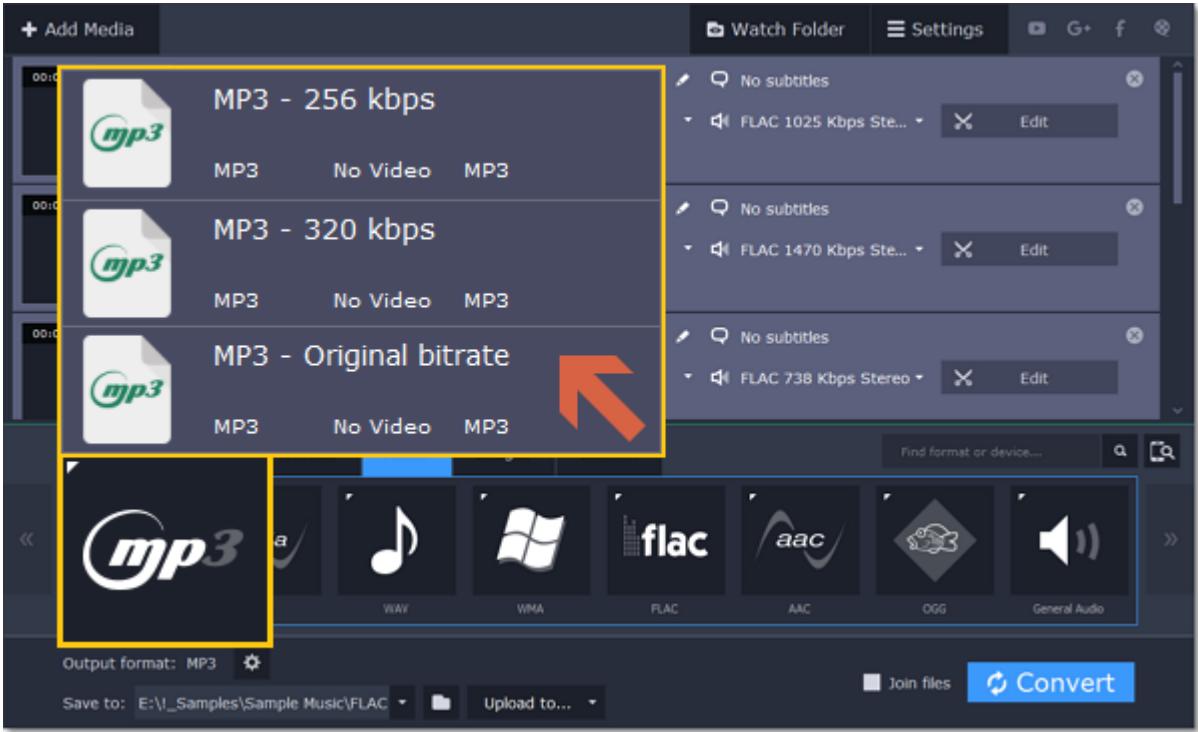 Add Media
Watch Folder
Settings
G+
MP3 - 256 kbps
mp3
MP3 No Video MP3
No subtitles
FLAC 1025 Kbps Ste...
Edit
MP3 - 320 kbps
mp3
MP3 No Video MP3
No subtitles
FLAC 1470 Kbps Ste...
Edit
MP3 - Original bitrate
mp3
MP3 No Video MP3
No subtitles
FLAC 738 Kbps Stereo
Edit
Find format or device....
mp3
flac
aac
WAV
WMA
FLAC
AAC
OGG
General Audio
Output format: MP3
Save to: E:\!_Samples\Sample Music\FLAC
Upload to...
Join files
Convert